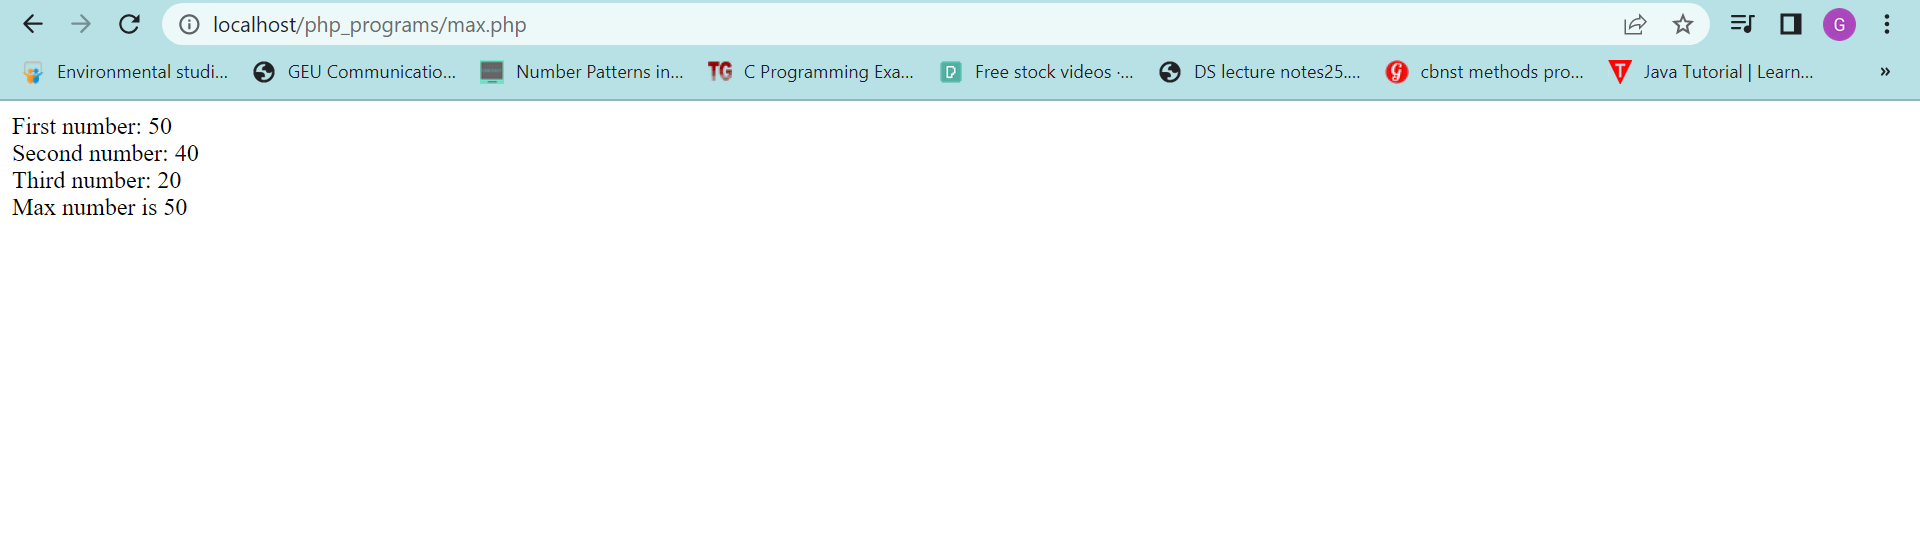 localhost/php_programs/max.php
G
Environmental studi...
GEU Communicatio...
Number Patterns in...
TG C Programming Exa...
Free stock videos ·...
DS lecture notes25....
cbnst methods pro...
Java Tutorial | Learn...
»
First number: 50
Second number: 40
Third number: 20
Max number is 50